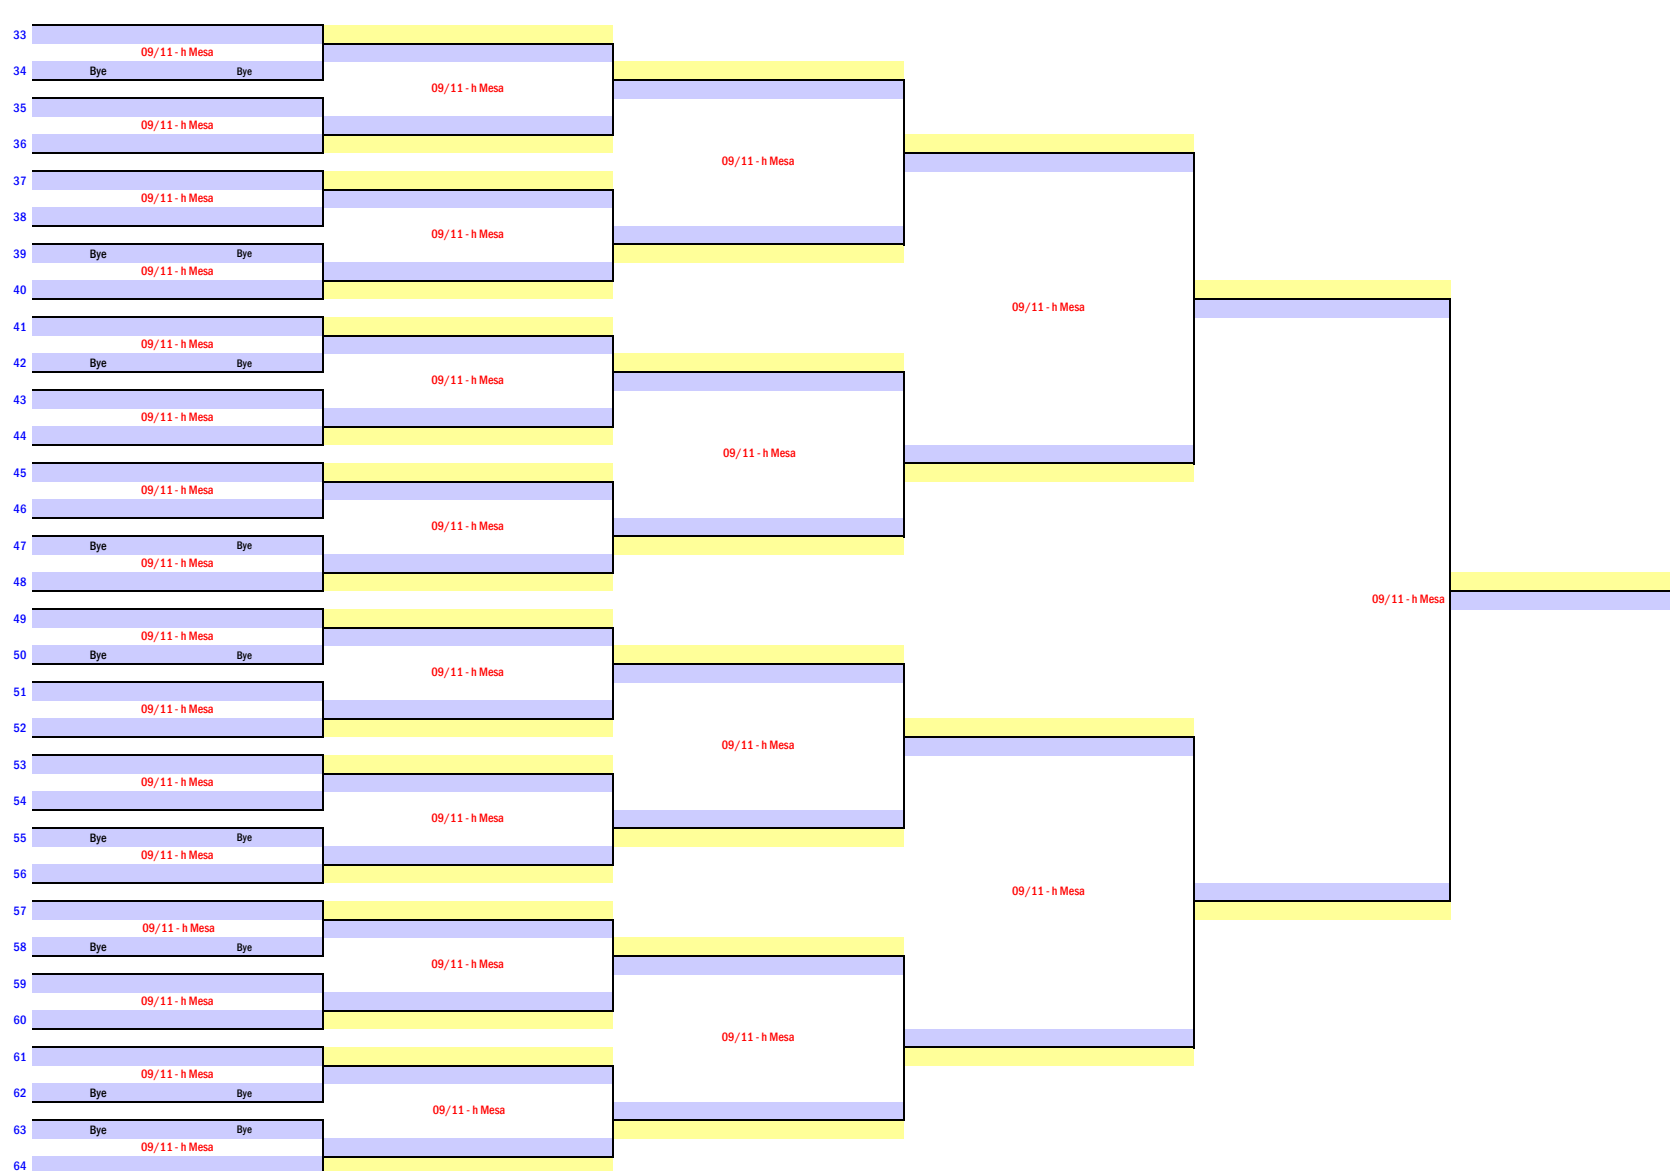 33
09/11 - h Mesa
34 Bye Bye
09/11 - h Mesa
35
09/11 - h Mesa
36
09/11 - h Mesa
37
09/11 - h Mesa
38
09/11 - h Mesa
39 Bye Bye
09/11 - h Mesa
40
09/11 - h Mesa
41
09/11 - h Mesa
42 Bye Bye
09/11 - h Mesa
43
09/11 - h Mesa
44
09/11 - h Mesa
45
09/11 - h Mesa
46
09/11 - h Mesa
47 Bye Bye
09/11 - h Mesa
48
09/11 - h Mesa
49
09/11 - h Mesa
50 Bye Bye
09/11 - h Mesa
51
09/11 - h Mesa
52
09/11 - h Mesa
53
09/11 - h Mesa
54
09/11 - h Mesa
55 Bye Bye
09/11 - h Mesa
56
09/11 - h Mesa
57
09/11 - h Mesa
58 Bye Bye
09/11 - h Mesa
59
09/11 - h Mesa
60
09/11 - h Mesa
61
09/11 - h Mesa
62 Bye Bye
09/11 - h Mesa
63 Bye Bye
09/11 - h Mesa
64